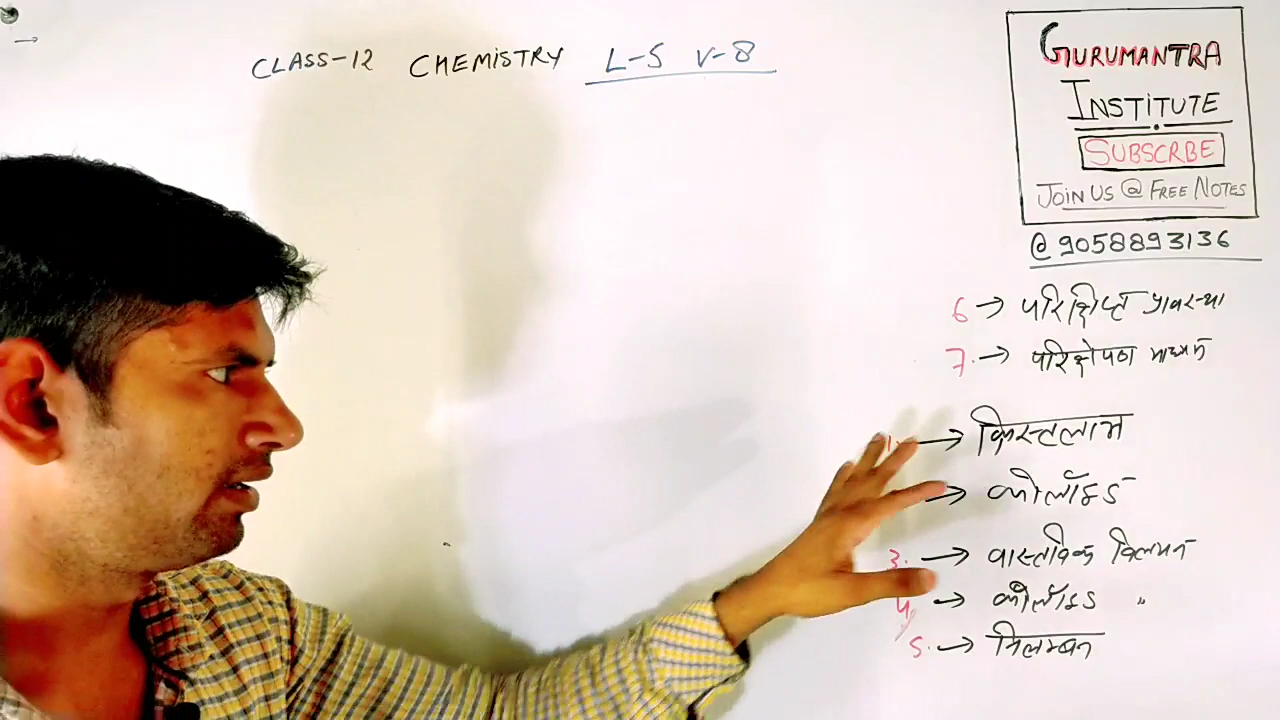 CLASS-12 CHEMISTRY L-5 V-8
GURUMANTRA
INSTITUTE
SUBSCRBE
JOIN US @ FREE NOTES
@ 9058893136
6 → परिक्षिप्त प्रावस्था
7. → परिक्षेपण माध्यम
1. → क्रिस्टलाभ
→ कोलॉइड
3. → वास्तविक विलयन
4 → कोलॉइड "
5. → निलम्बन